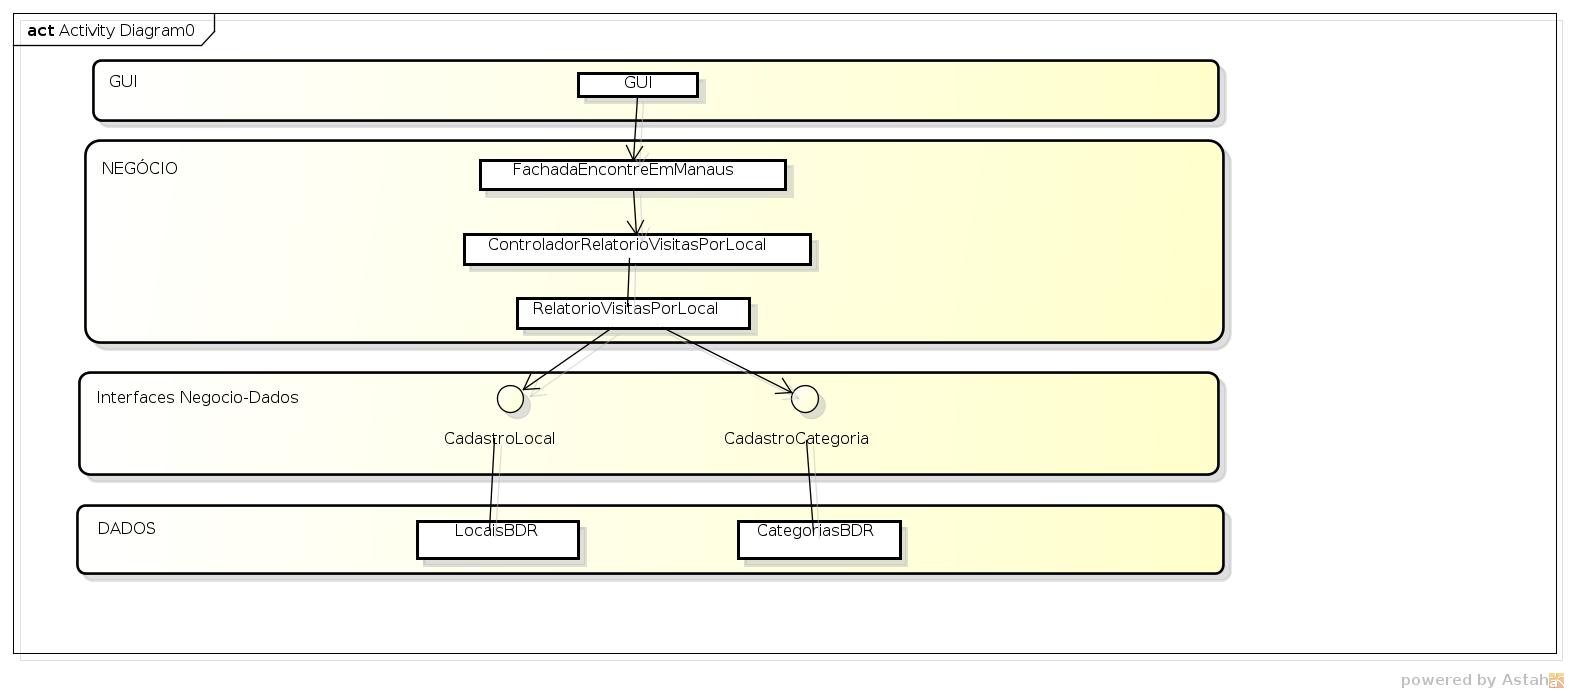 act Activity Diagram0
GUI
GUI
NEGÓCIO
FachadaEncontreEmManaus
ControladorRelatorioVisitasPorLocal
RelatorioVisitasPorLocal
Interfaces Negocio-Dados
CadastroLocal
CadastroCategoria
DADOS
LocaisBDR
CategoriasBDR
powered by Astah